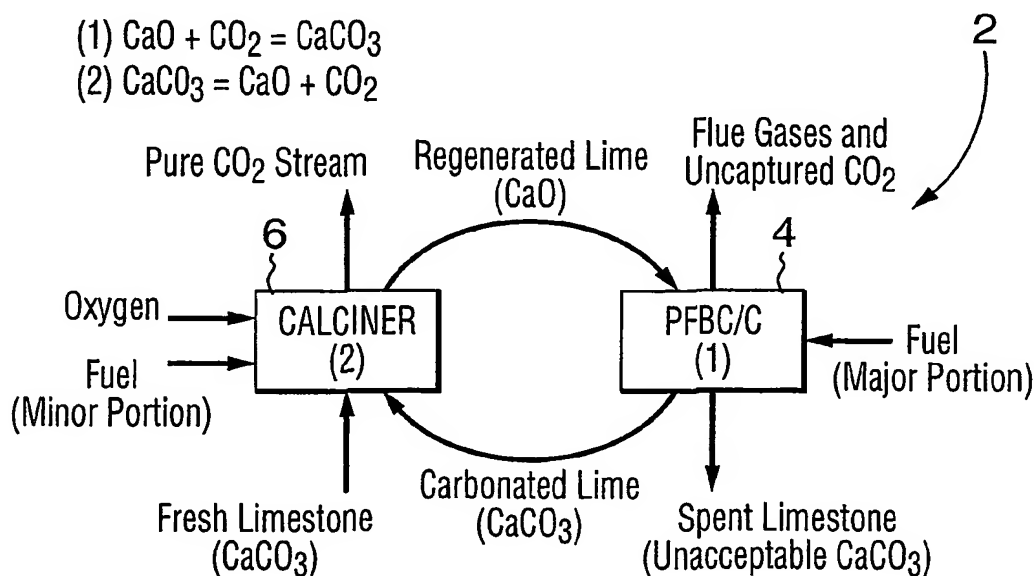 (1) CaO + CO2 = CaCO3
(2) CaCO3 = CaO + CO2
2
Pure CO2 Stream
Regenerated Lime
(CaO)
Flue Gases and
Uncaptured CO2
6
4
Oxygen
Fuel
(Minor Portion)
CALCINER
(2)
PFBC/C
(1)
Fuel
(Major Portion)
Fresh Limestone
(CaCO3)
Carbonated Lime
(CaCO3)
Spent Limestone
(Unacceptable CaCO3)